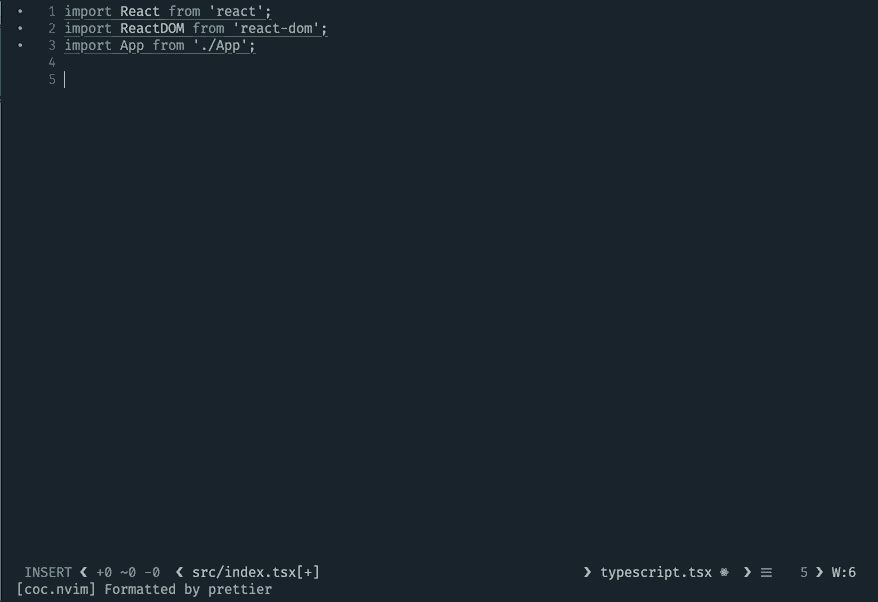 • 1 import React from 'react';
• 2 import ReactDOM from 'react-dom';
• 3 import App from './App';
4
5
INSERT ❮ +0 ~0 -0 ❮ src/index.tsx[+] ❯ typescript.tsx ❯ ☰ 5 ❯ W:6
[coc.nvim] Formatted by prettier